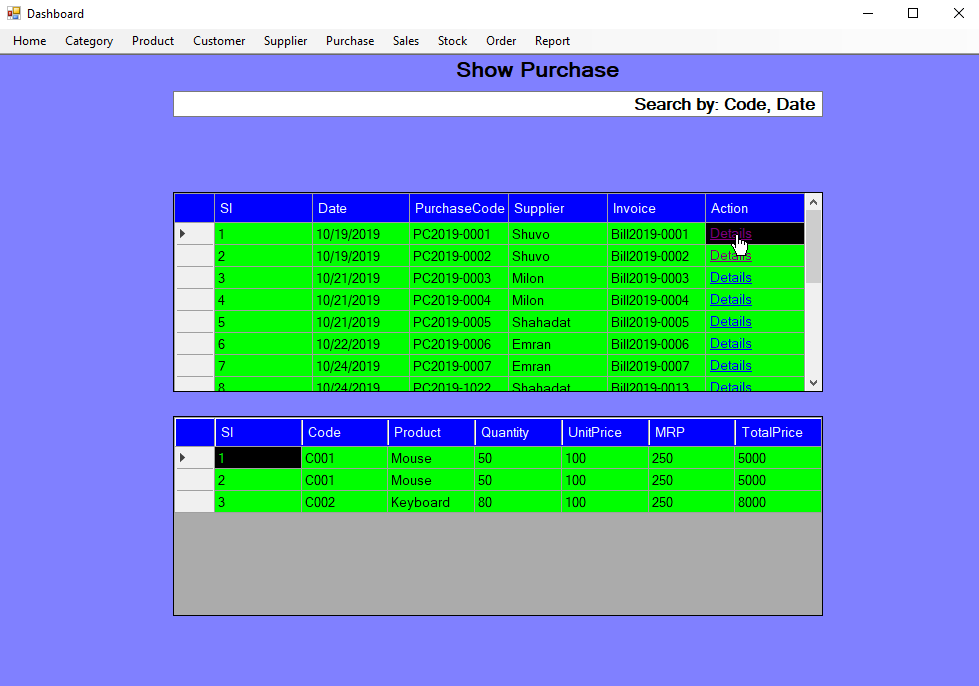 Dashboard
Home Category Product Customer Supplier Purchase Sales Stock Order Report
Show Purchase
Search by: Code, Date
Sl Date PurchaseCode Supplier Invoice Action
1 10/19/2019 PC2019-0001 Shuvo Bill2019-0001 Details
2 10/19/2019 PC2019-0002 Shuvo Bill2019-0002 Details
3 10/21/2019 PC2019-0003 Milon Bill2019-0003 Details
4 10/21/2019 PC2019-0004 Milon Bill2019-0004 Details
5 10/21/2019 PC2019-0005 Shahadat Bill2019-0005 Details
6 10/22/2019 PC2019-0006 Emran Bill2019-0006 Details
7 10/24/2019 PC2019-0007 Emran Bill2019-0007 Details
8 10/24/2019 PC2019-1022 Shahadat Bill2019-0013 Details
Sl Code Product Quantity UnitPrice MRP TotalPrice
1 C001 Mouse 50 100 250 5000
2 C001 Mouse 50 100 250 5000
3 C002 Keyboard 80 100 250 8000